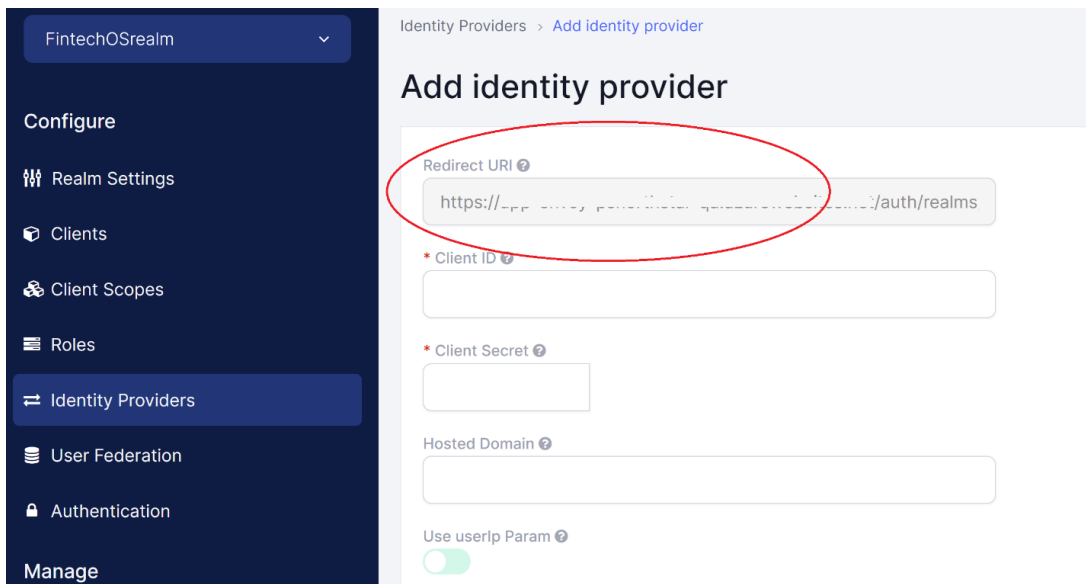 FintechOSrealm
Configure
Realm Settings
Clients
Client Scopes
Roles
Identity Providers
User Federation
Authentication
Manage
Identity Providers > Add identity provider
Add identity provider
Redirect URI
https:// /auth/realms
* Client ID
* Client Secret
Hosted Domain
Use userIp Param